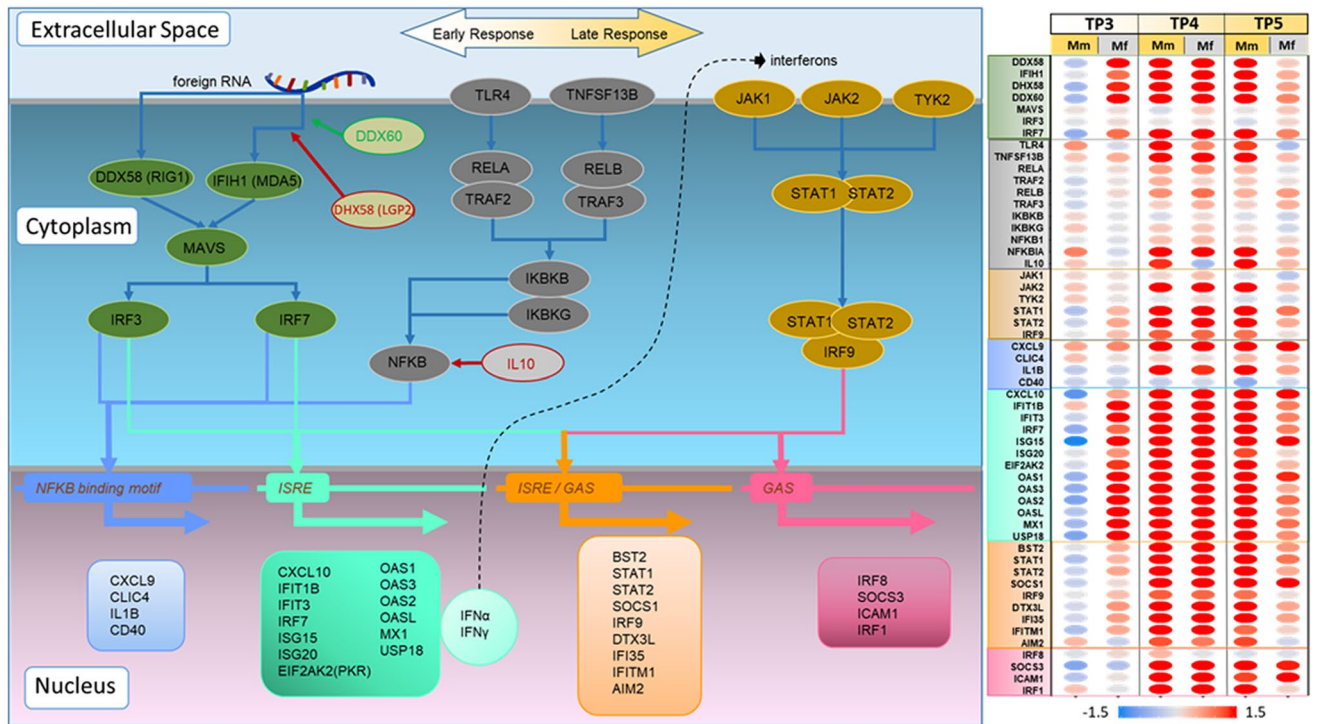 Extracellular Space
Early Response
Late Response
foreign RNA
interferons
DDX60
TLR4
TNFSF13B
JAK1
JAK2
TYK2
DDX58 (RIG1)
IFIH1 (MDA5)
DHX58 (LGP2)
RELA
TRAF2
RELB
TRAF3
STAT1
STAT2
Cytoplasm
MAVS
IKBKB
IKBKG
IRF3
IRF7
NFKB
IL10
STAT1
STAT2
IRF9
NFKB binding motif
ISRE
ISRE / GAS
GAS
CXCL9
CLIC4
IL1B
CD40
CXCL10
IFIT1B
IFIT3
IRF7
ISG15
ISG20
EIF2AK2(PKR)
OAS1
OAS3
OAS2
OASL
MX1
USP18
IFNα
IFNγ
BST2
STAT1
STAT2
SOCS1
IRF9
DTX3L
IFI35
IFITM1
AIM2
IRF8
SOCS3
ICAM1
IRF1
Nucleus
TP3 TP4 TP5
Mm Mf Mm Mf Mm Mf
DDX58
IFIH1
DHX58
DDX60
MAVS
IRF3
IRF7
TLR4
TNFSF13B
RELA
TRAF2
RELB
TRAF3
IKBKB
IKBKG
NFKB1
NFKBIA
IL10
JAK1
JAK2
TYK2
STAT1
STAT2
IRF9
CXCL9
CLIC4
IL1B
CD40
CXCL10
IFIT1B
IFIT3
IRF7
ISG15
ISG20
EIF2AK2
OAS1
OAS3
OAS2
OASL
MX1
USP18
BST2
STAT1
STAT2
SOCS1
IRF9
DTX3L
IFI35
IFITM1
AIM2
IRF8
SOCS3
ICAM1
IRF1
-1.5 1.5